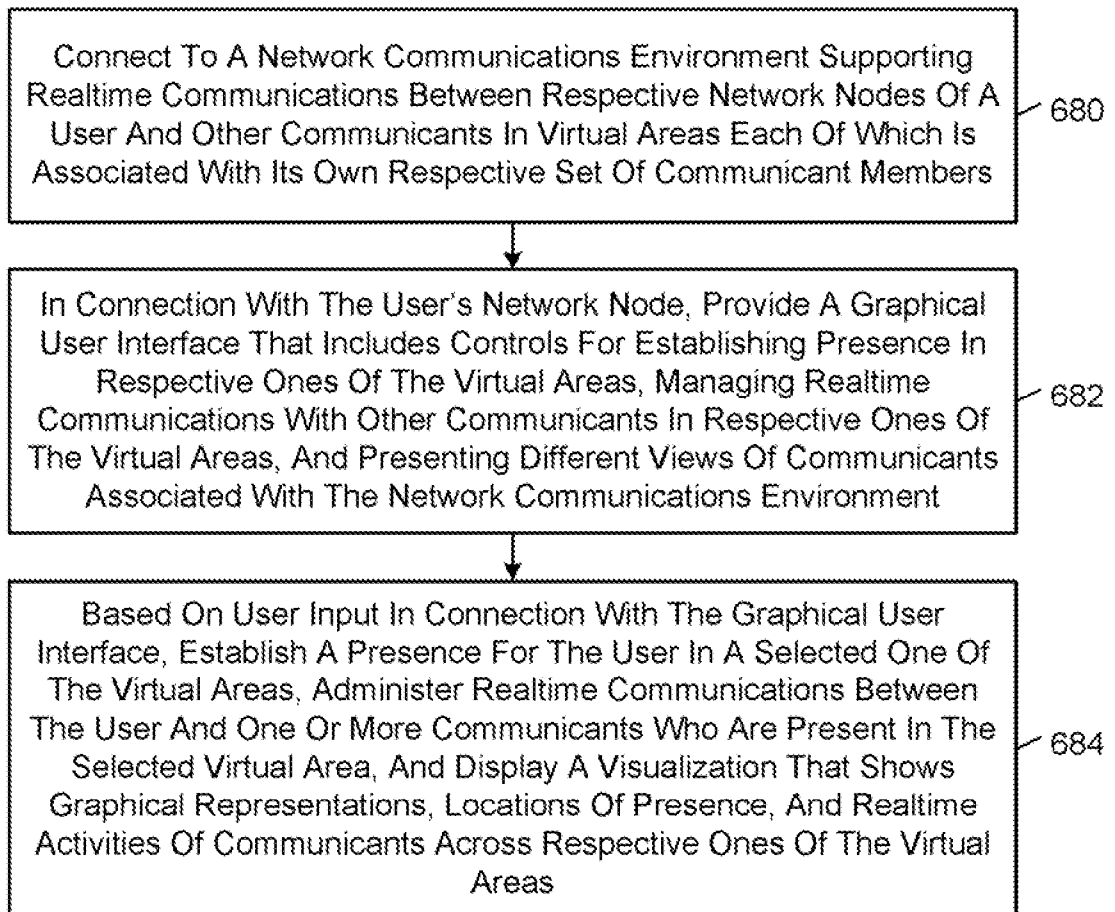 Connect To A Network Communications Environment Supporting
Realtime Communications Between Respective Network Nodes Of A
User And Other Communicants In Virtual Areas Each Of Which Is
Associated With Its Own Respective Set Of Communicant Members
680
In Connection With The User's Network Node, Provide A Graphical
User Interface That Includes Controls For Establishing Presence In
Respective Ones Of The Virtual Areas, Managing Realtime
Communications With Other Communicants In Respective Ones Of
The Virtual Areas, And Presenting Different Views Of Communicants
Associated With The Network Communications Environment
682
Based On User Input In Connection With The Graphical User
Interface, Establish A Presence For The User In A Selected One Of
The Virtual Areas, Administer Realtime Communications Between
The User And One Or More Communicants Who Are Present In The
Selected Virtual Area, And Display A Visualization That Shows
Graphical Representations, Locations Of Presence, And Realtime
Activities Of Communicants Across Respective Ones Of The Virtual
Areas
684